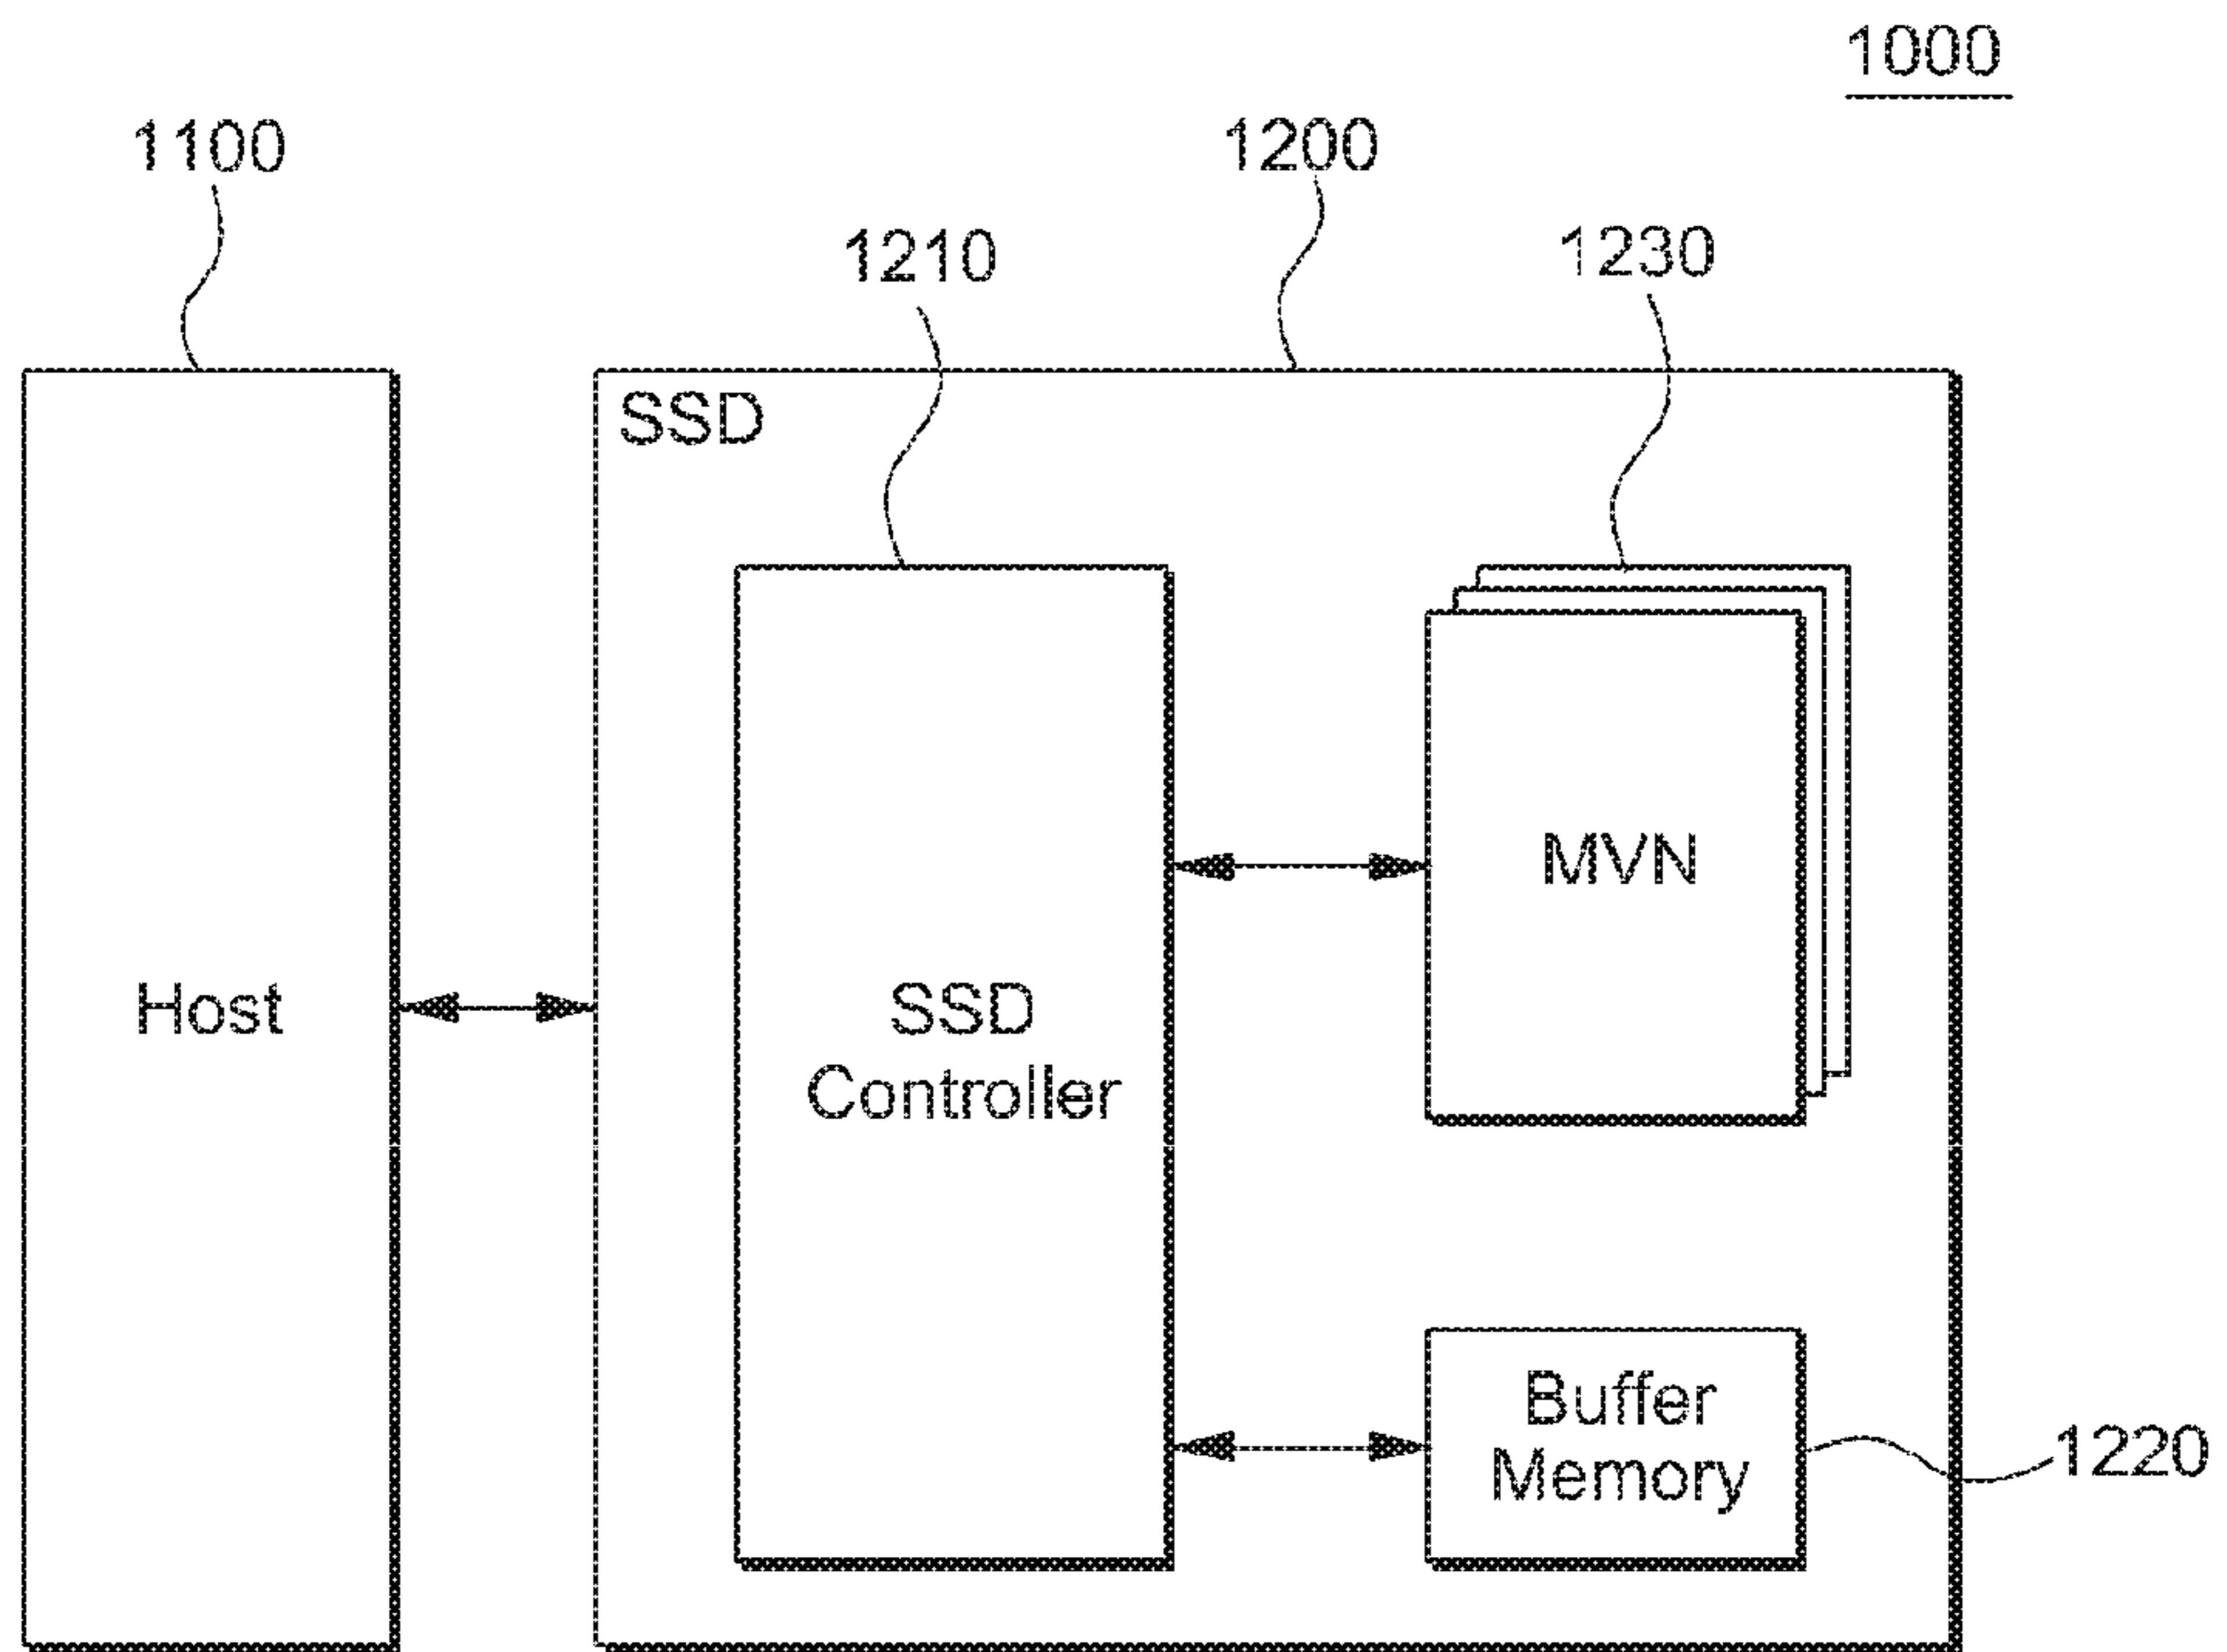 1000
1100
1200
1210
1230
SSD
MVN
Host
SSD
Controller
Buffer
Memory
1220